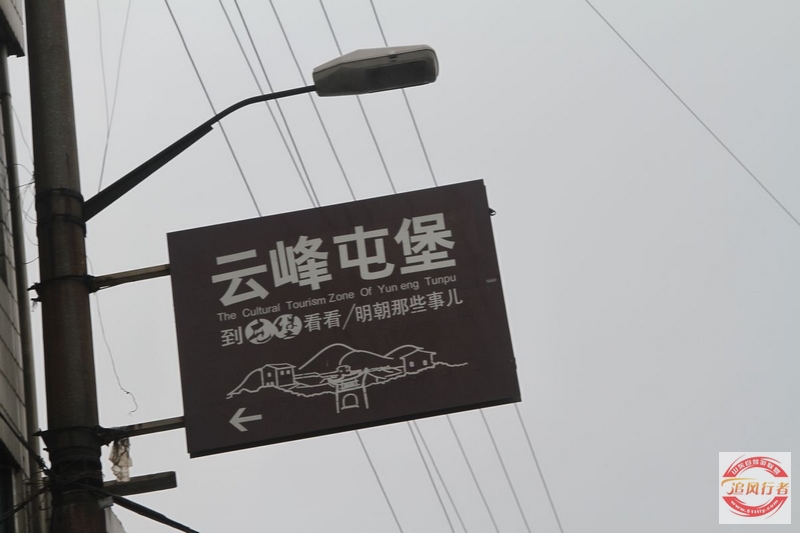 云峰屯堡
The Cultural Tourism Zone Of Yun eng Tunpu
到 看看/明朝那些事儿
追风行者